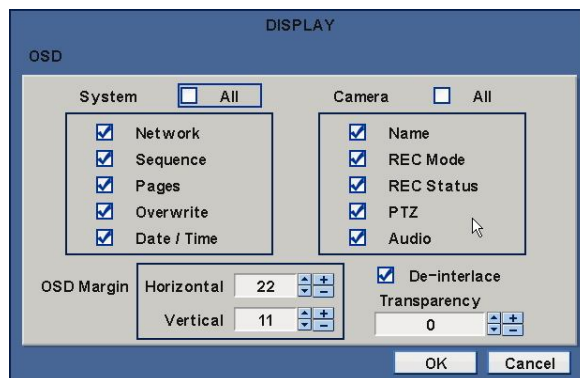 DISPLAY
OSD
System All Camera All
Network
Sequence
Pages
Overwrite
Date / Time
Name
REC Mode
REC Status
PTZ
Audio
OSD Margin
Horizontal 22
Vertical 11
De-interlace
Transparency
0
OK Cancel